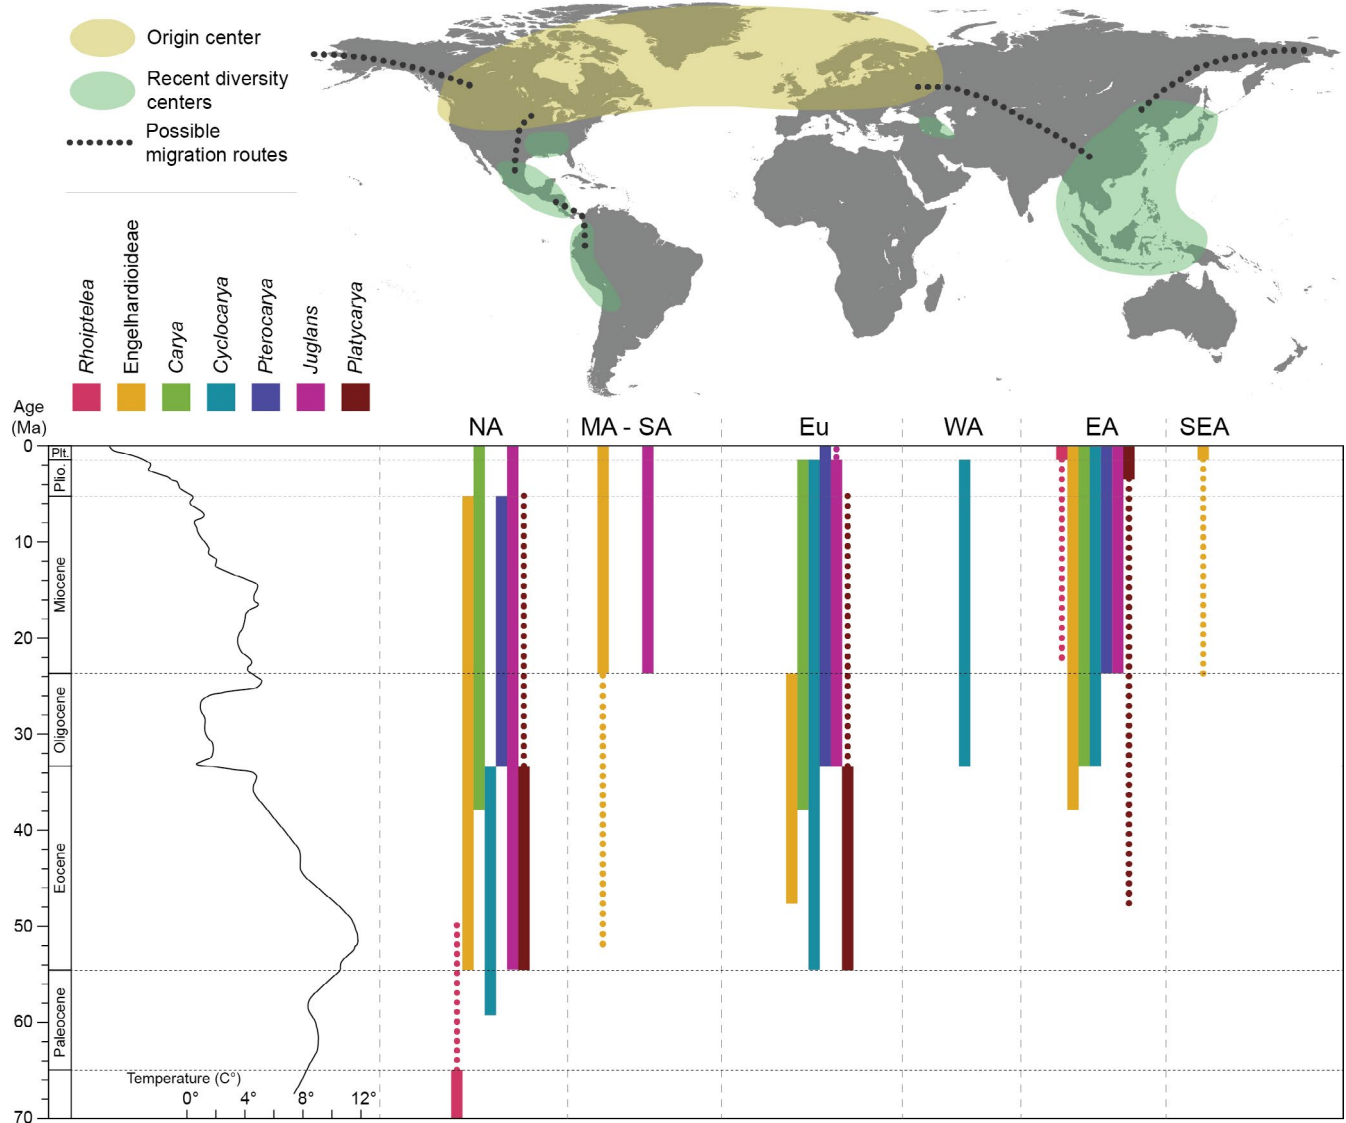 Origin center
Recent diversity
centers
Possible
migration routes
Rhoiptelea
Engelhardioideae
Carya
Cyclocarya
Pterocarya
Juglans
Platycarya
Age
(Ma)
NA
MA - SA
Eu
WA
EA
SEA
0
Plt.
Plio.
10
Miocene
20
Oligocene
30
40
Eocene
50
Paleocene
60
Temperature (C°)
0° 4° 8° 12°
70